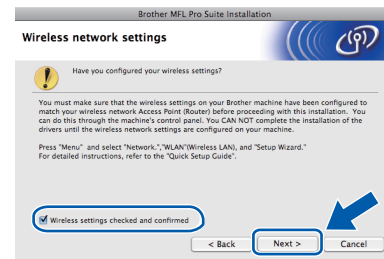 Brother MFL Pro Suite Installation
Wireless network settings
Have you configured your wireless settings?
You must make sure that the wireless settings on your Brother machine have been configured to
match your wireless network Access Point (Router) before proceeding with this installation. You
can do this through the machine's control panel. You CAN NOT complete the installation of the
drivers until the wireless network settings are configured on your machine.
Press "Menu" and select "Network.","WLAN"(Wireless LAN), and "Setup Wizard."
For detailed instructions, refer to the "Quick Setup Guide".
Wireless settings checked and confirmed
< Back Next > Cancel